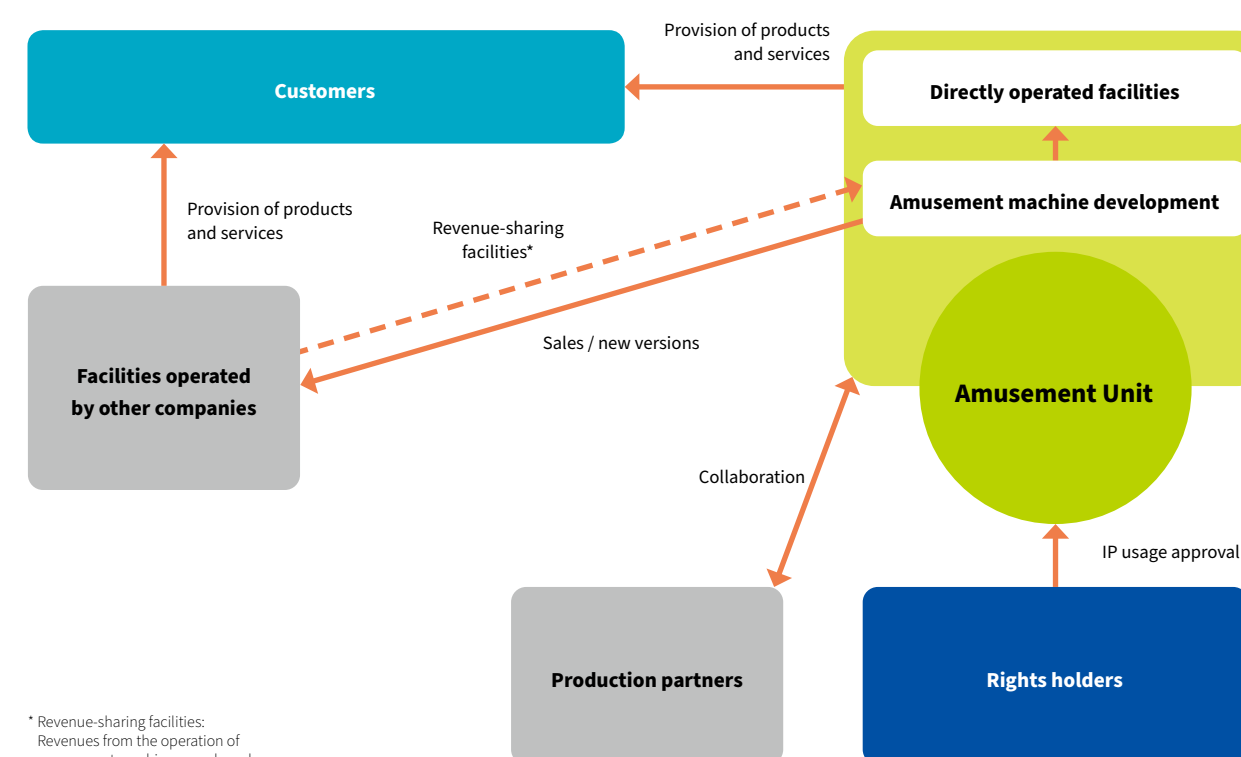 Provision of products
and services
Customers
Directly operated facilities
Amusement machine development
Provision of products
and services
Revenue-sharing
facilities*
Sales / new versions
Facilities operated
by other companies
Amusement Unit
Collaboration
IP usage approval
Production partners
Rights holders
* Revenue-sharing facilities:
Revenues from the operation of